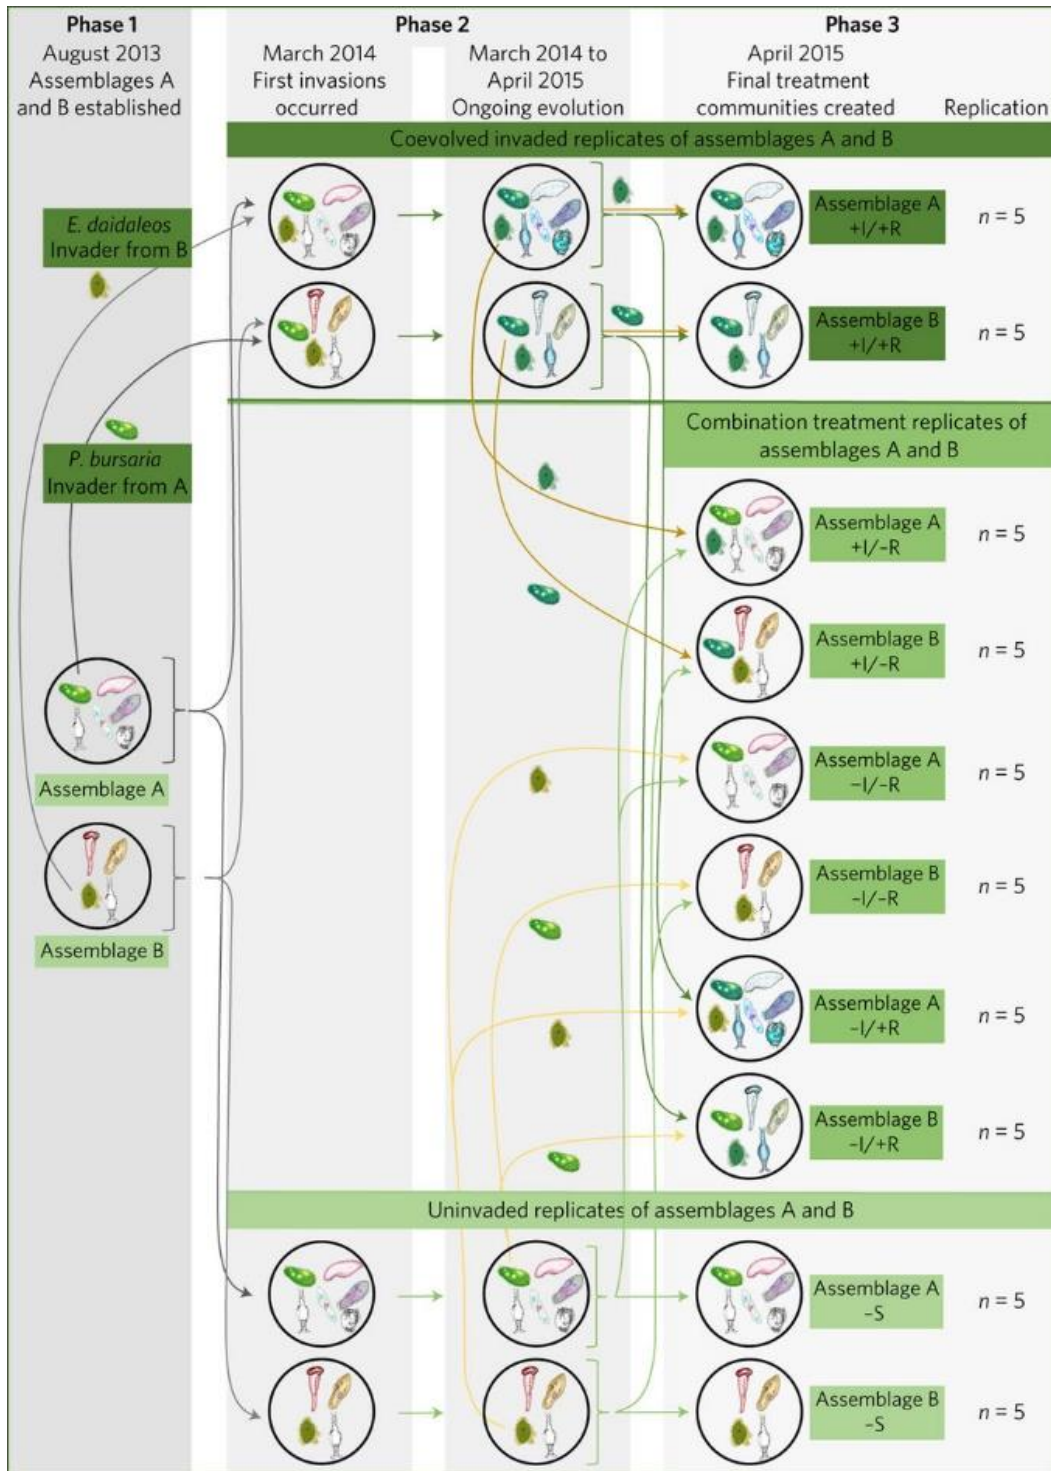 Phase 1
August 2013
Assemblages A
and B established
Phase 2
March 2014
First invasions
occurred
March 2014 to
April 2015
Ongoing evolution
Phase 3
April 2015
Final treatment
communities created
Replication
Coevolved invaded replicates of assemblages A and B
E. daidaleos
Invader from B
Assemblage A
+I/+R
n = 5
Assemblage B
+I/+R
n = 5
P. bursaria
Invader from A
Combination treatment replicates of
assemblages A and B
Assemblage A
+I/–R
n = 5
Assemblage B
+I/–R
n = 5
Assemblage A
Assemblage A
–I/–R
n = 5
Assemblage B
Assemblage B
–I/–R
n = 5
Assemblage A
–I/+R
n = 5
Assemblage B
–I/+R
n = 5
Uninvaded replicates of assemblages A and B
Assemblage A
–S
n = 5
Assemblage B
–S
n = 5